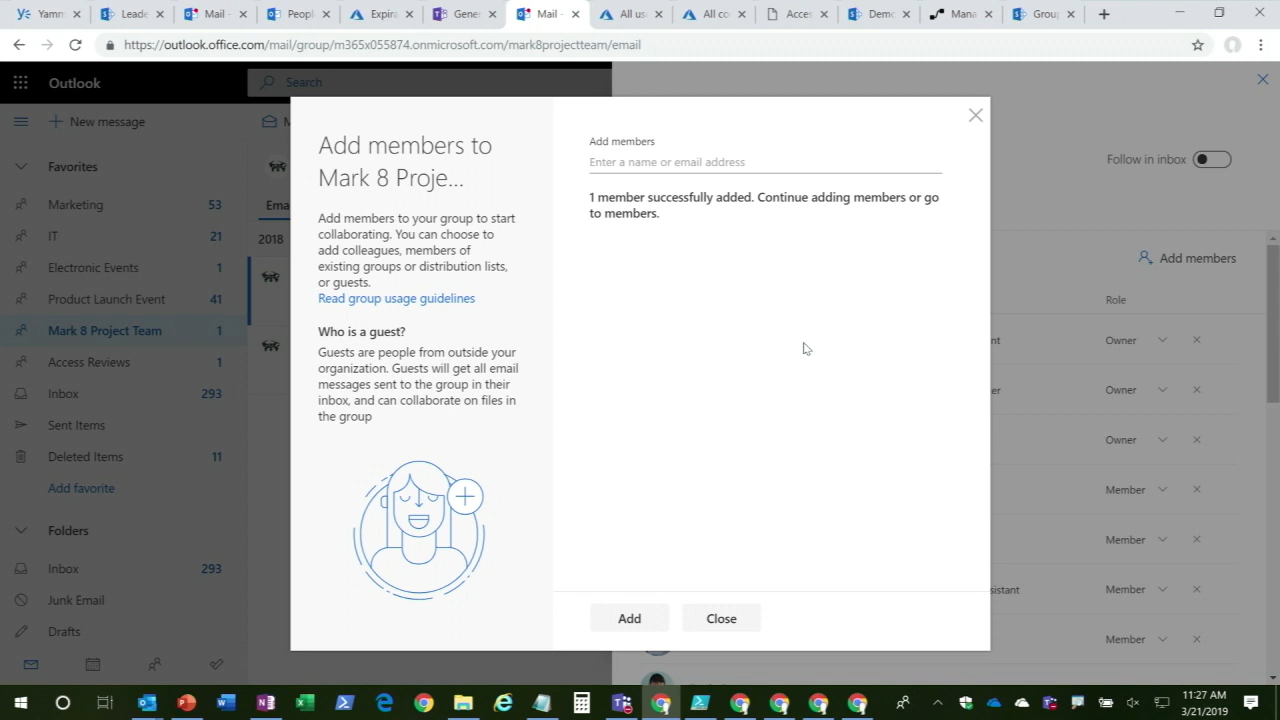 Yamm
Leade
Mail -
People
Expira
Gene
Mail -
All us
All co
Acces
Demo
Mana
Group
https://outlook.office.com/mail/group/m365x055874.onmicrosoft.com/mark8projectteam/email
Outlook
Search
New message
M
Follow in inbox
Favorites
Marketing 53
IT 21
Electronic Events 1
Product Launch Event 41
Mark 8 Project Team 1
Access Reviews 1
Inbox 293
Sent Items
Deleted Items 11
Add favorite
Folders
Inbox 293
Junk Email
Drafts
Ema
2018
Add members to
Mark 8 Proje...
Add members to your group to start
collaborating. You can choose to
add colleagues, members of
existing groups or distribution lists,
or guests.
Read group usage guidelines
Who is a guest?
Guests are people from outside your
organization. Guests will get all email
messages sent to the group in their
inbox, and can collaborate on files in
the group
Add members
Enter a name or email address
1 member successfully added. Continue adding members or go
to members.
Add
Close
Add members
Role
nt Owner
er Owner
Owner
Member
Member
sistant Member
Member
11:27 AM
3/21/2019